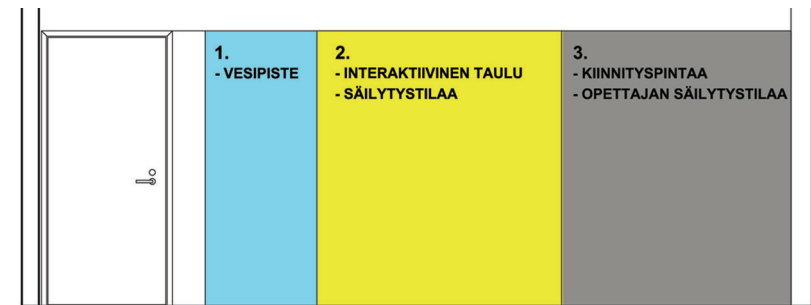 1.
- VESIPISTE
2.
- INTERAKTIIVINEN TAULU
- SÄILYTYSTILAA
3.
- KIINNITYSPINTAA
- OPETTAJAN SÄILYTYSTILAA